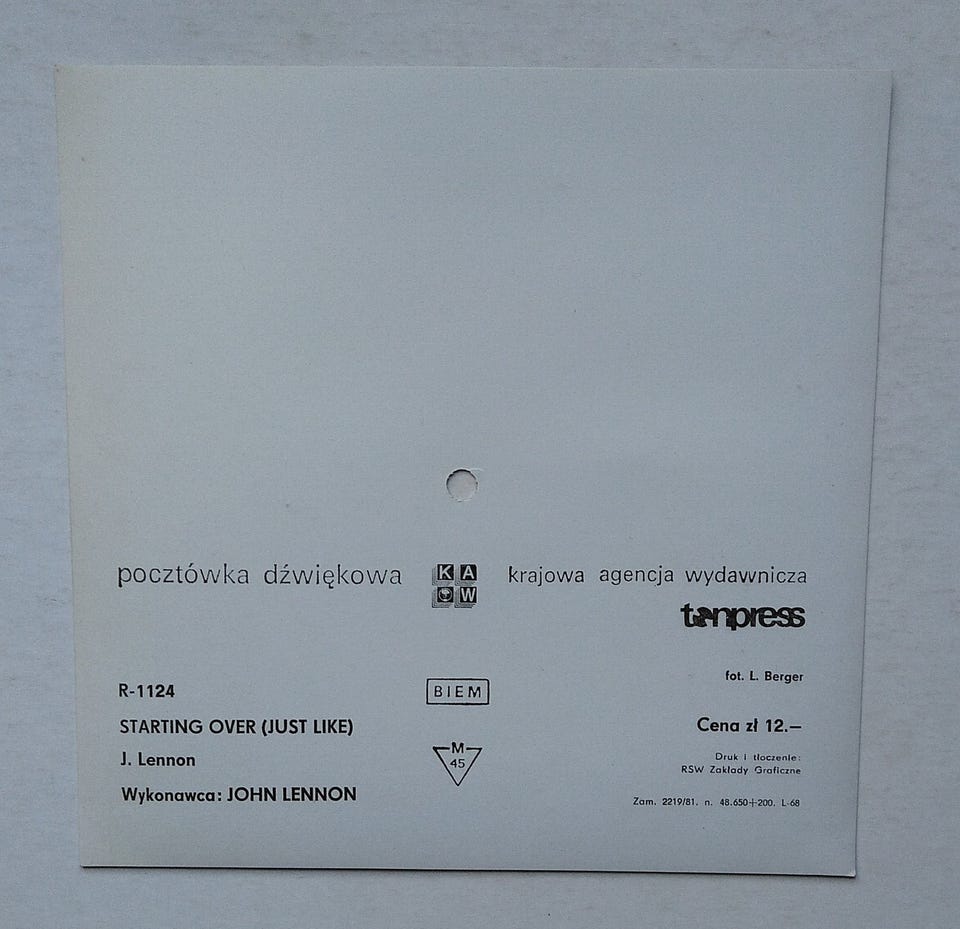 pocztówka dźwiękowa
K A
W
krajowa agencja wydawnicza
tonpress
R-1124
STARTING OVER (JUST LIKE)
J. Lennon
Wykonawca: JOHN LENNON
BIEM
M
45
fot. L. Berger
Cena zł 12.—
Druk i tłoczenie:
RSW Zakłady Graficzne
Zam. 2219/81. n. 48.650+200. L-68